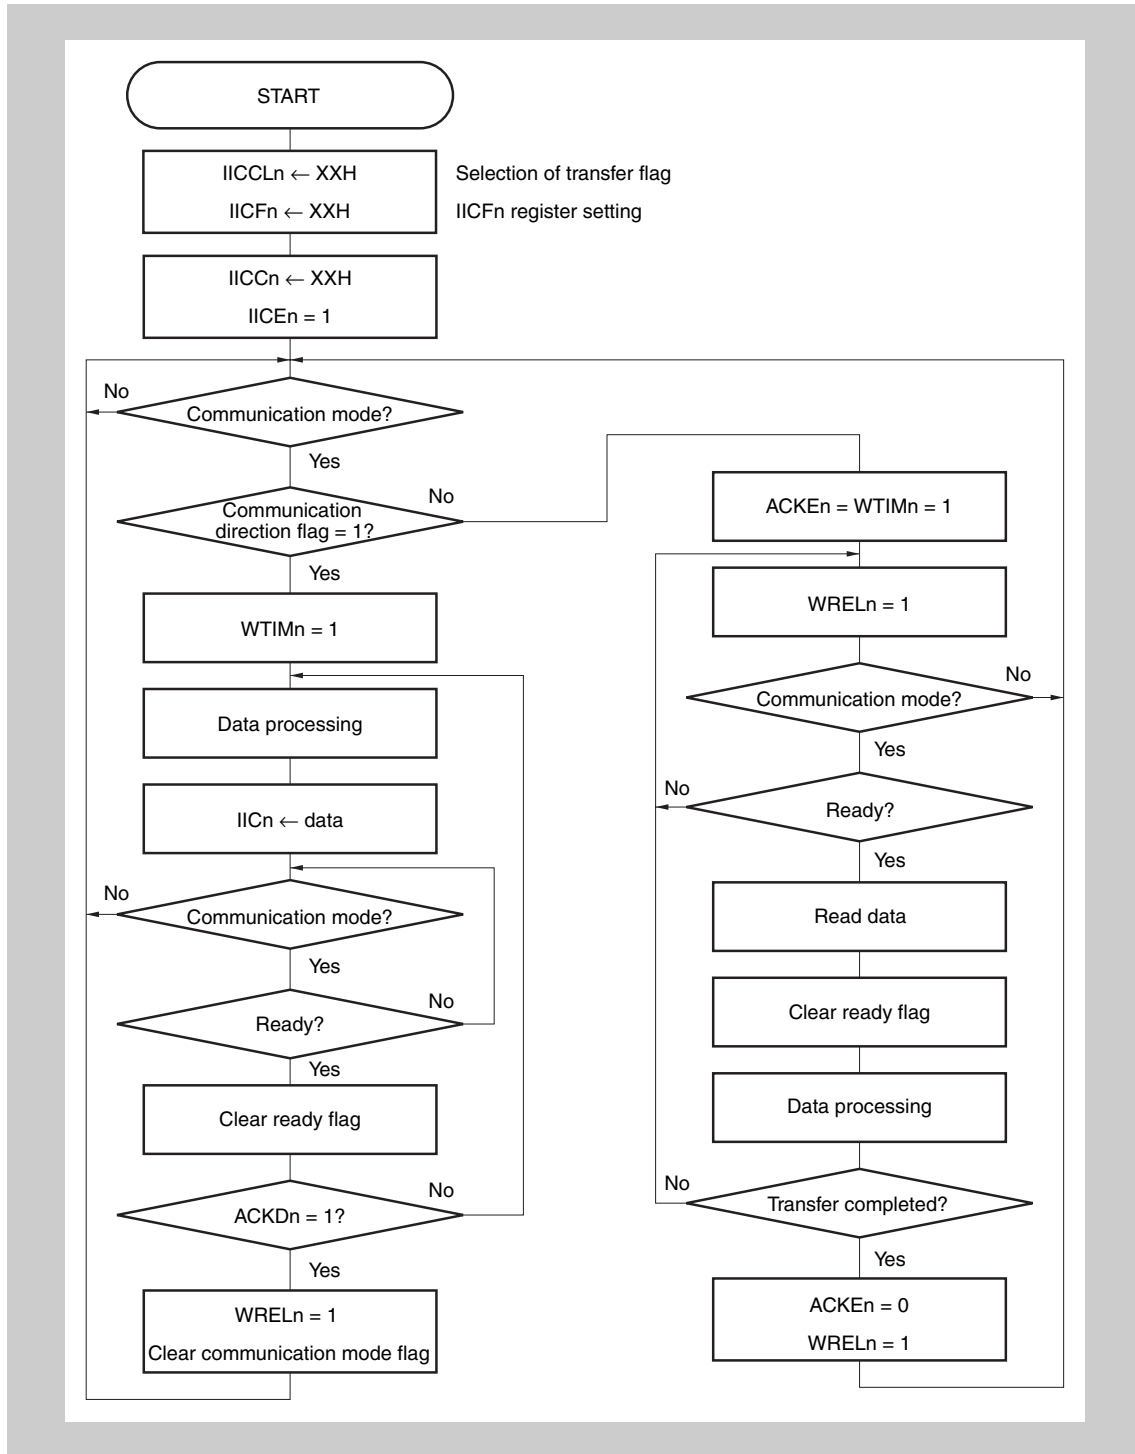 START
IICCLn ← XXH
Selection of transfer flag
IICFn ← XXH
IICFn register setting
IICCn ← XXH
IICEn = 1
No
Communication mode?
Yes
No
Communication
direction flag = 1?
Yes
WTIMn = 1
Data processing
IICn ← data
No
Communication mode?
Yes
No
Ready?
Yes
Clear ready flag
No
ACKDn = 1?
Yes
WRELn = 1
Clear communication mode flag
ACKEn = WTIMn = 1
WRELn = 1
No
Communication mode?
Yes
No
Ready?
Yes
Read data
Clear ready flag
Data processing
No
Transfer completed?
Yes
ACKEn = 0
WRELn = 1